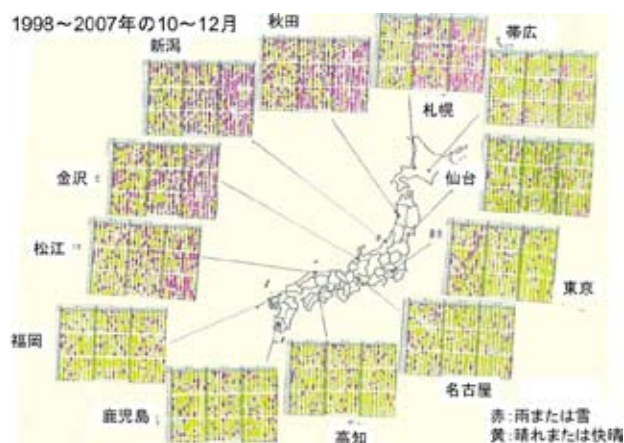 1998～2007年の10～12月
秋田
帯広
新潟
札幌
金沢
仙台
松江
東京
福岡
名古屋
鹿児島
高知
赤:雨または雪
黄:晴れまたは快晴